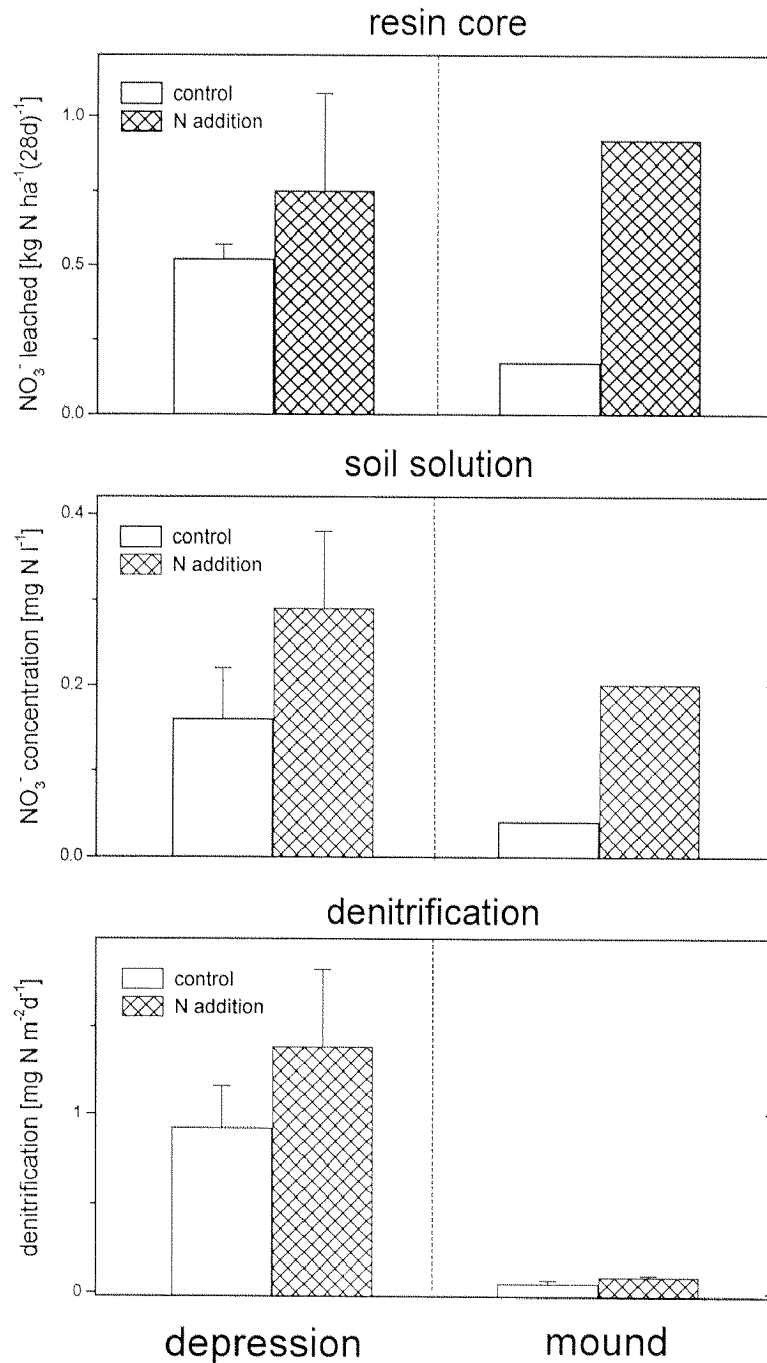 resin core
NO₃⁻ leached [kg N ha⁻¹(28d)⁻¹]
1.0
0.5
0.0
control
N addition
soil solution
NO₃⁻ concentration [mg N l⁻¹]
0.4
0.2
0.0
control
N addition
denitrification
denitrification [mg N m⁻²d⁻¹]
1
0
control
N addition
depression
mound